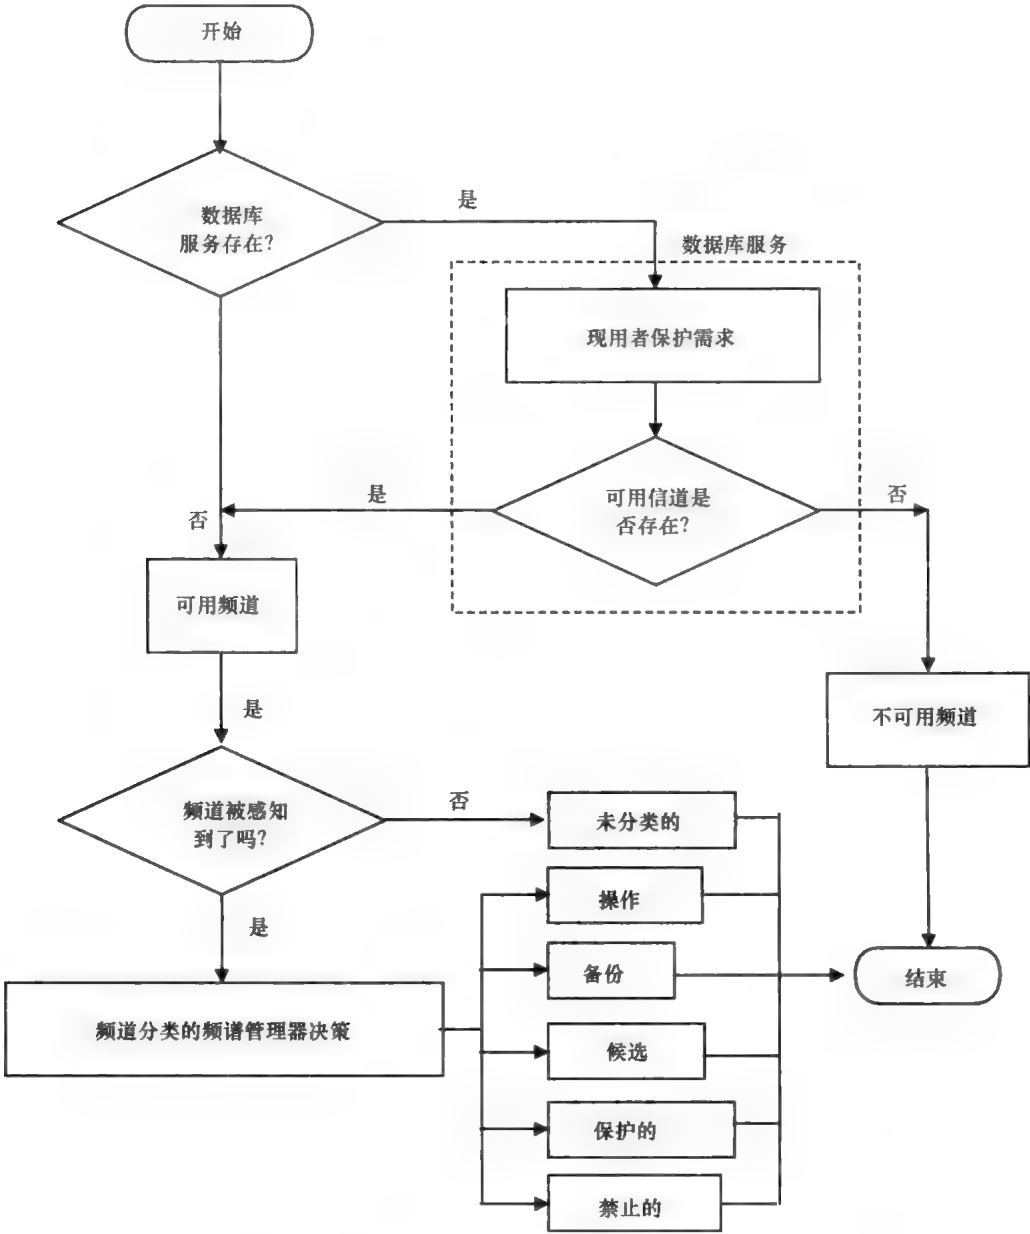 开始
数据库
服务存在?
是
数据库服务
现用者保护需求
可用信道是
否存在?
是
否
否
可用频道
不可用频道
是
频道被感知
到了吗?
否
未分类的
操作
是
备份
结束
频道分类的频谱管理器决策
候选
保护的
禁止的